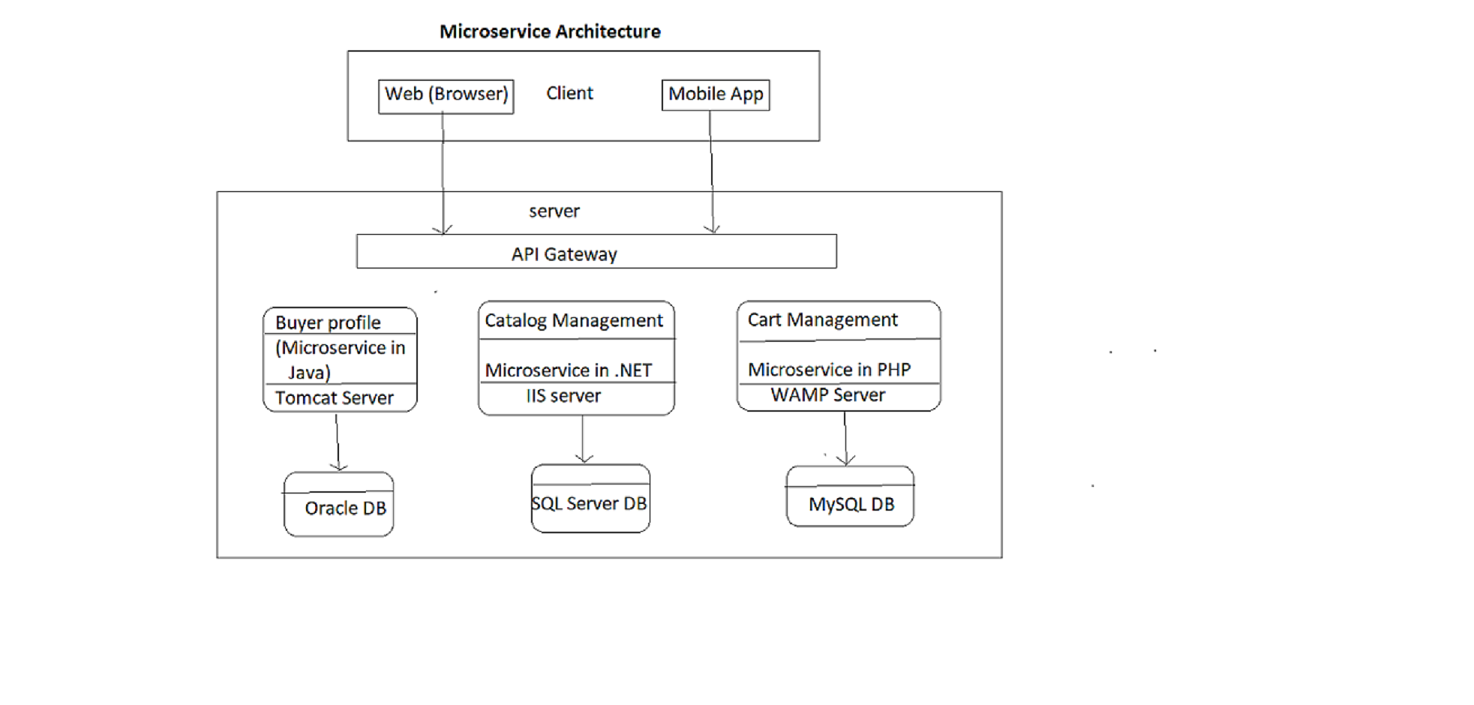 Microservice Architecture
Web (Browser)
Client
Mobile App
server
API Gateway
Buyer profile
(Microservice in
Java)
Tomcat Server
Catalog Management
Microservice in .NET
IIS server
Cart Management
Microservice in PHP
WAMP Server
Oracle DB
SQL Server DB
MySQL DB